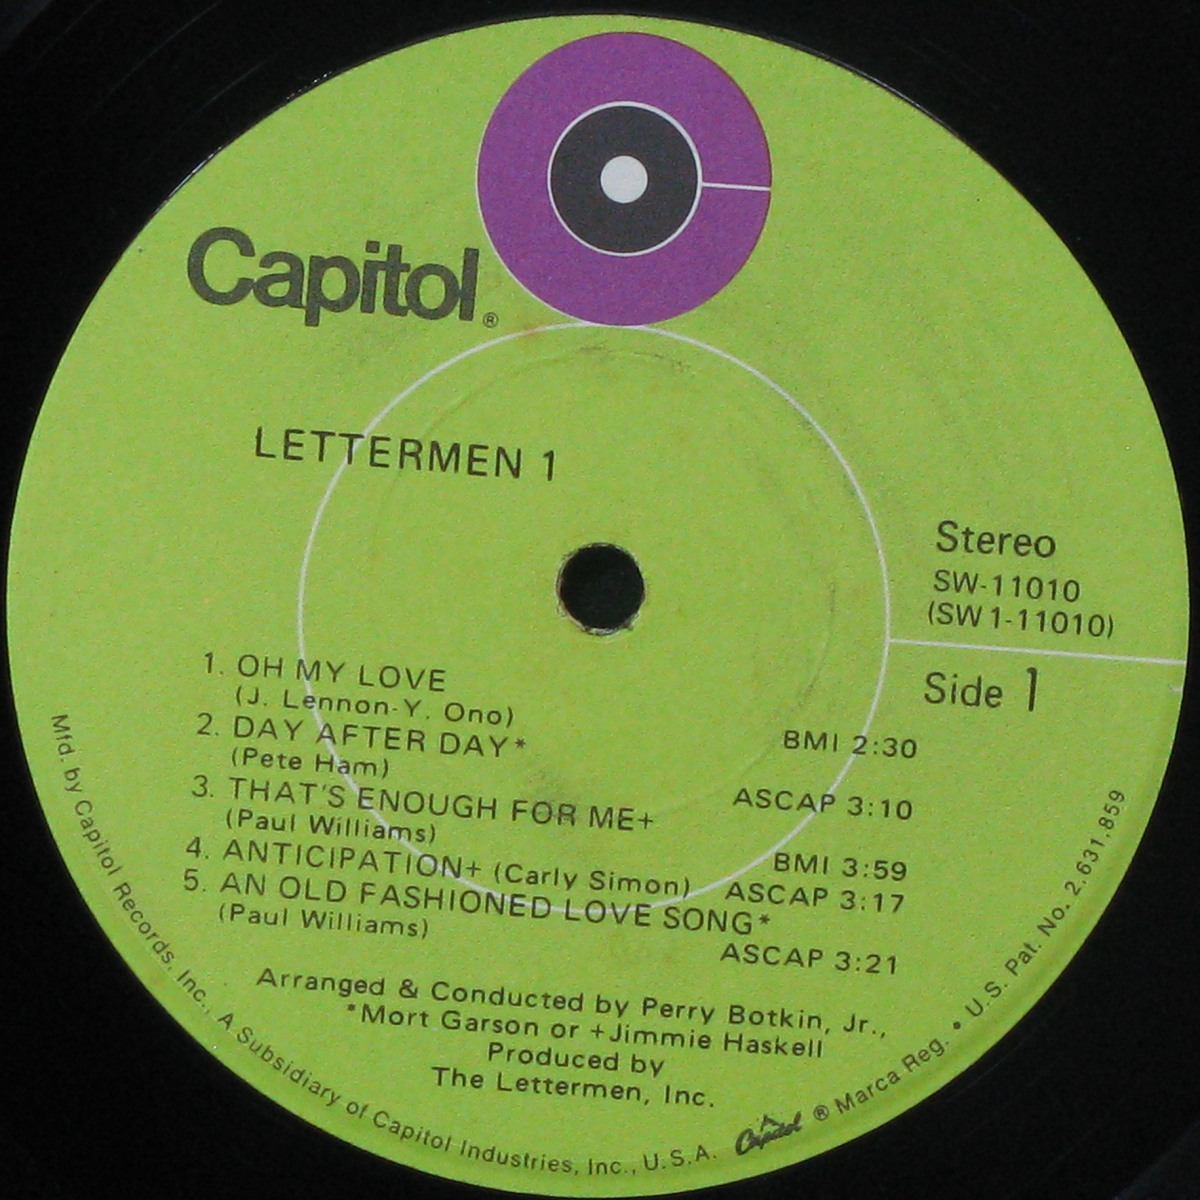 Capitol®
LETTERMEN 1
Stereo
SW-11010
(SW1-11010)
Side 1
1. OH MY LOVE
(J. Lennon-Y. Ono) BMI 2:30
2. DAY AFTER DAY*
(Pete Ham) ASCAP 3:10
3. THAT'S ENOUGH FOR ME+
(Paul Williams) BMI 3:59
4. ANTICIPATION+ (Carly Simon) ASCAP 3:17
5. AN OLD FASHIONED LOVE SONG*
(Paul Williams) ASCAP 3:21
Arranged & Conducted by Perry Botkin, Jr.,
*Mort Garson or +Jimmie Haskell
Produced by
The Lettermen, Inc.
Mfd. by Capitol Records, Inc., A Subsidiary of Capitol Industries, Inc., U.S.A. Capitol ® Marca Reg. • U.S. Pat. No. 2,631,859